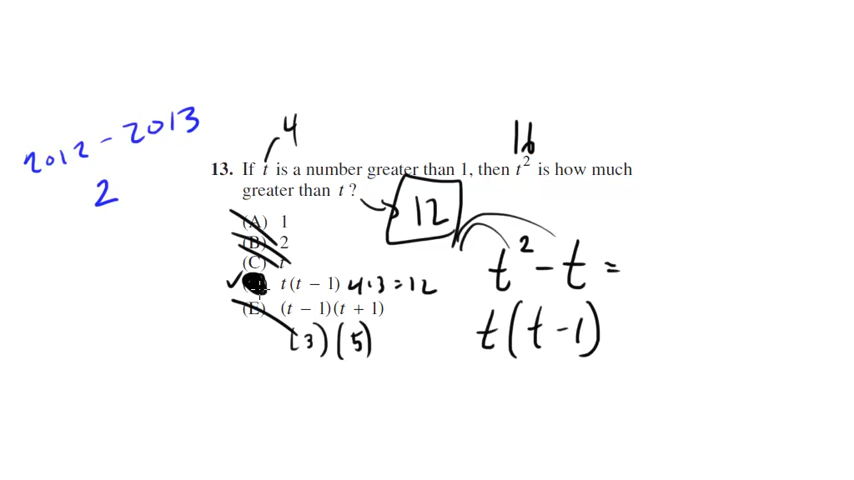 2012-2013
2
4
16
13. If t is a number greater than 1, then t² is how much
greater than t?
12
(A) 1
(B) 2
(C) t
t(t − 1) 4·3=12
(E) (t − 1)(t + 1)
(3)(5)
t²-t=
t(t-1)